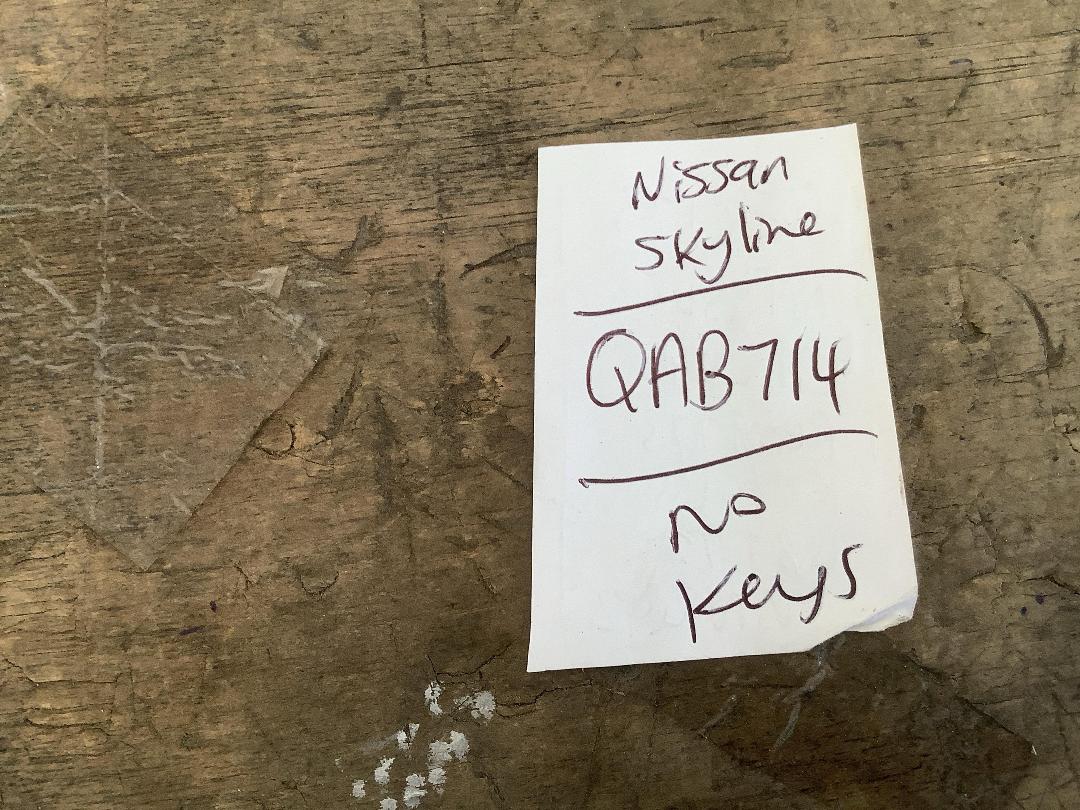 Nissan
Skyline
QAB714
No
Keys